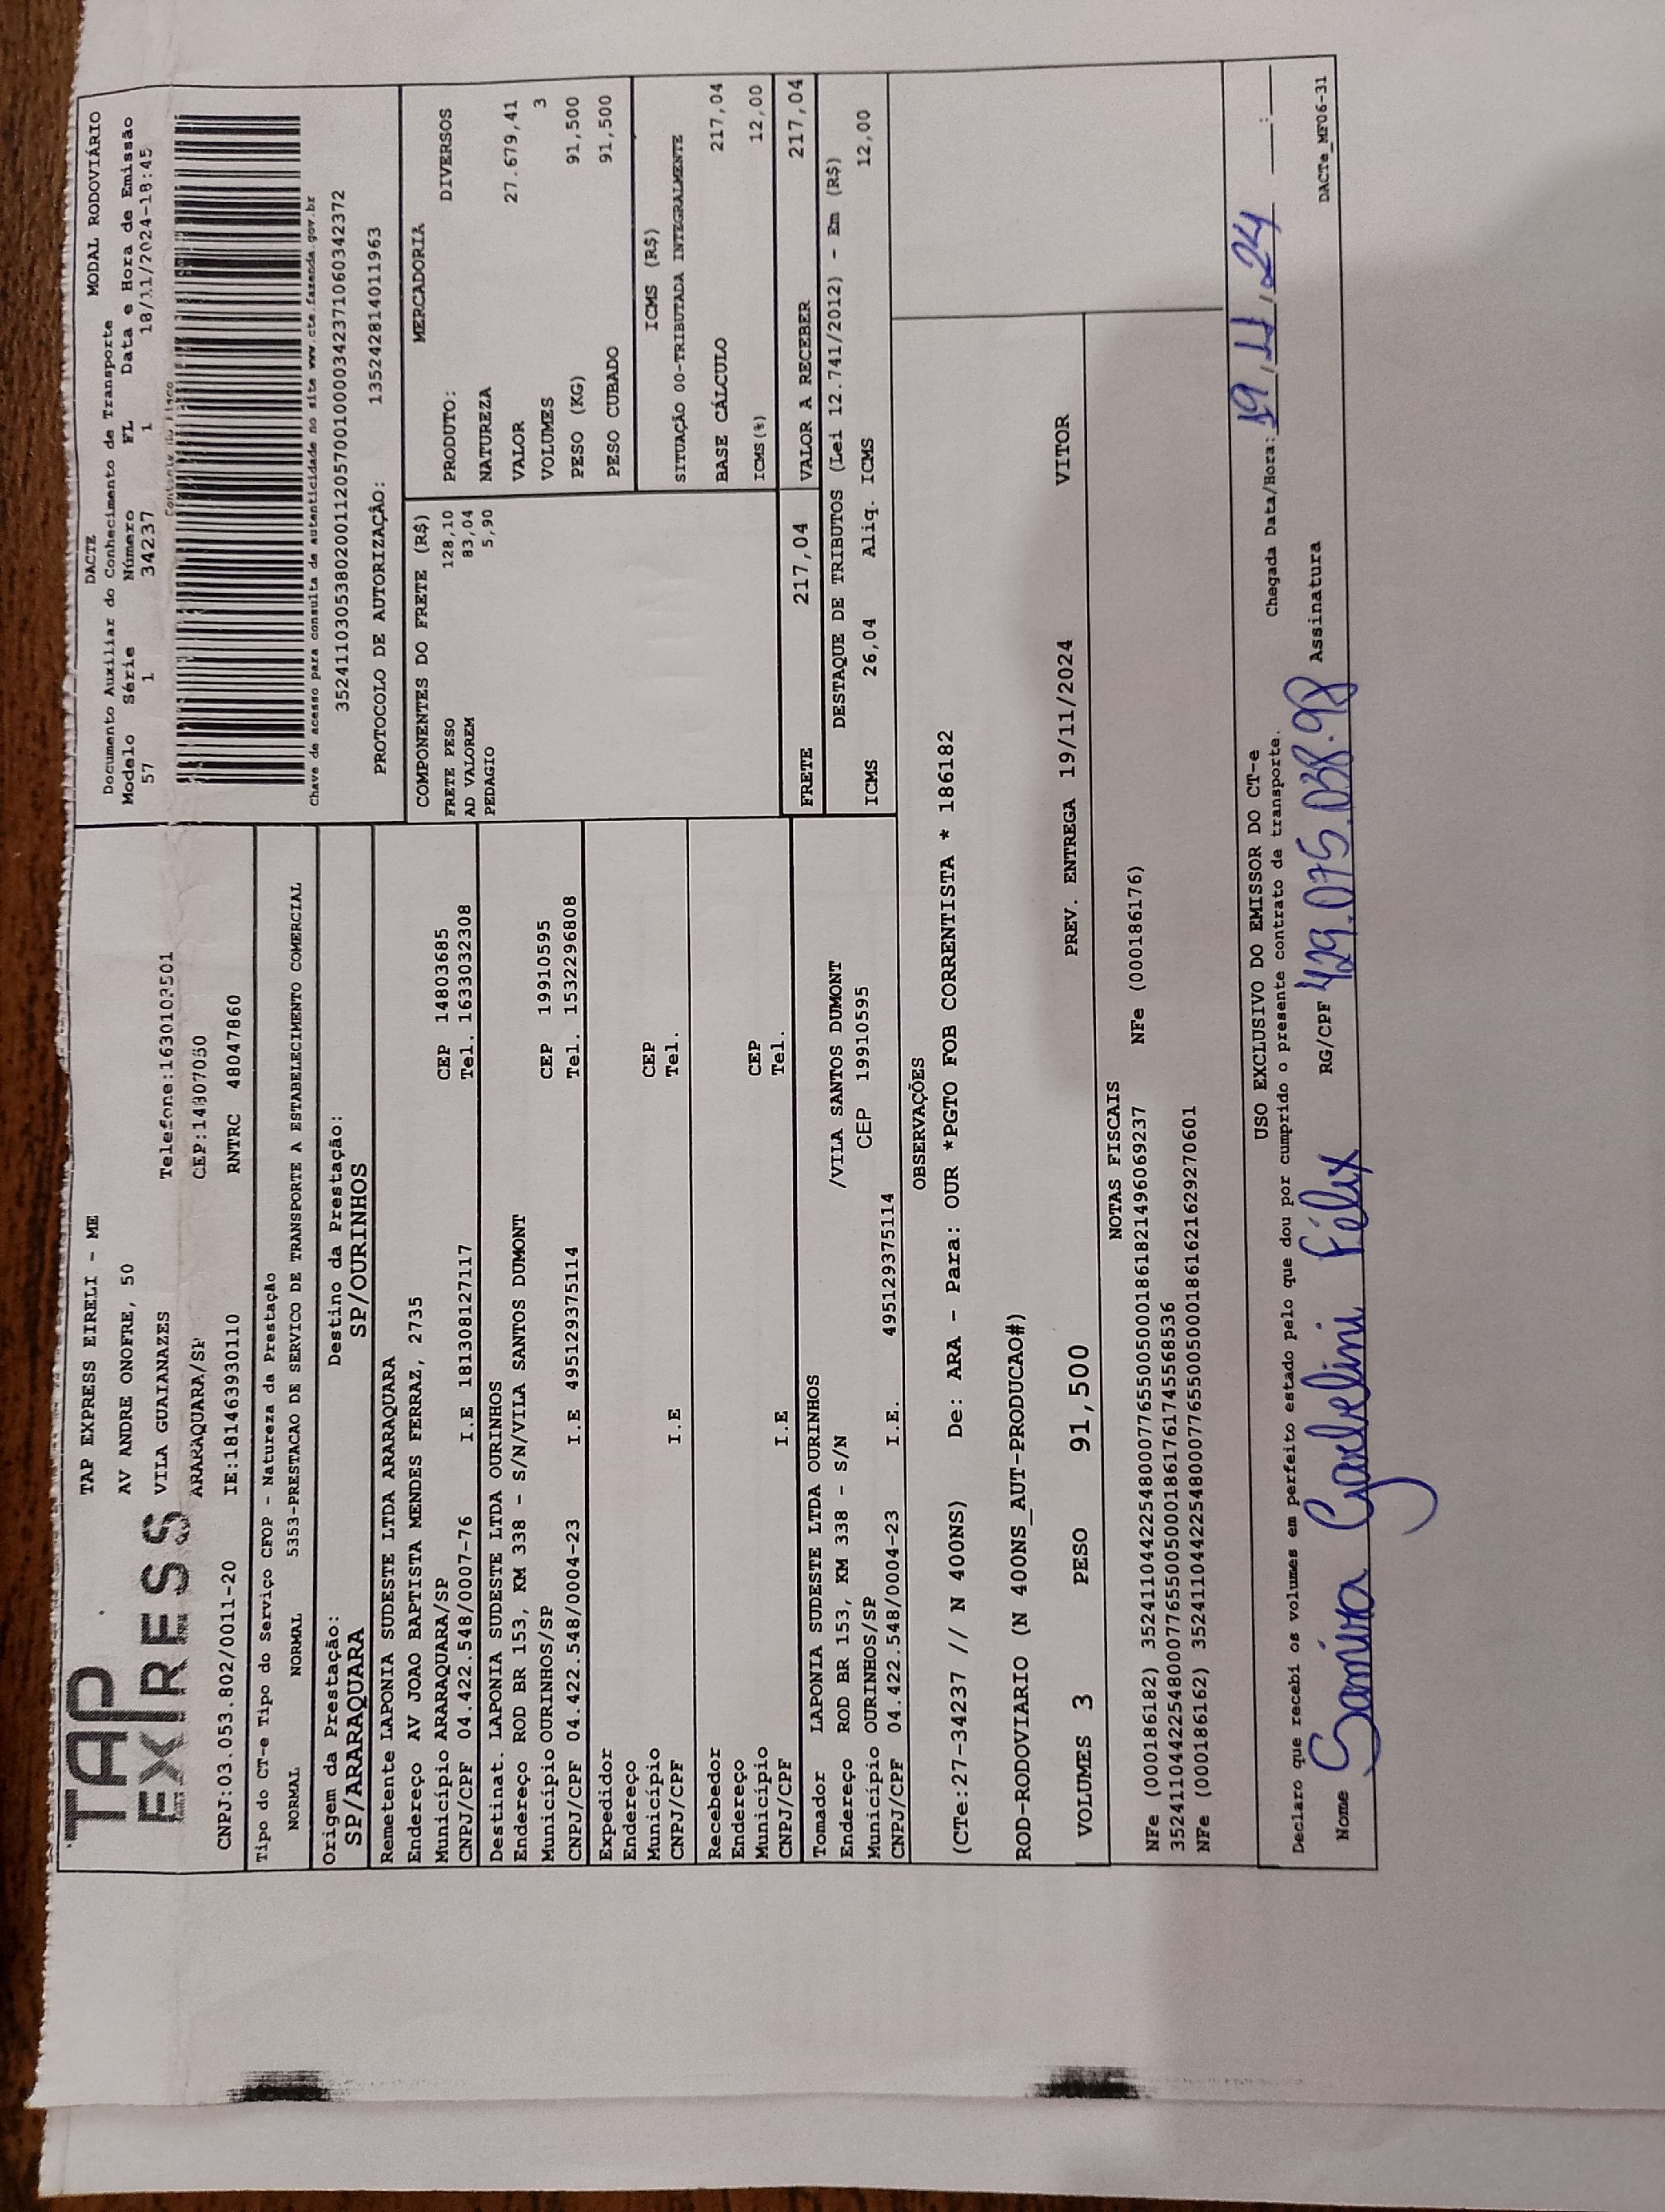 TAP
EXPRESS
TAP EXPRESS EIRELI - ME
AV ANDRE ONOFRE, 50
VILA GUAIANAZES
ARARAQUARA/SP
CNPJ:03.053.802/0011-20 IE:181463930110 RNTRC 48047860
DACTE MODAL RODOVIÁRIO
Documento Auxiliar do Conhecimento de Transporte
Modelo Série Número FL Data e Hora de Emissão
57 1 34237 1 18/11/2024-18:45
Chave de acesso para consulta de autenticidade no site www.cte.fazenda.gov.br
35241103053802001120570010000342371060342372
PROTOCOLO DE AUTORIZAÇÃO: 135242814011963
Tipo do CT-e Tipo do Serviço CFOP - Natureza da Prestação
NORMAL NORMAL 5353-PRESTACAO DE SERVICO DE TRANSPORTE A ESTABELECIMENTO COMERCIAL
Origem da Prestação: Destino da Prestação:
SP/ARARAQUARA SP/OURINHOS
Remetente LAPONIA SUDESTE LTDA ARARAQUARA
Endereço AV JOAO BAPTISTA MENDES FERRAZ, 2735
Município ARARAQUARA/SP CEP 14803685
CNPJ/CPF 04.422.548/0007-76 I.E 181308127117 Tel. 1633032308
Destinat. LAPONIA SUDESTE LTDA OURINHOS
Endereço ROD BR 153, KM 338 - S/N/VILA SANTOS DUMONT
Município OURINHOS/SP CEP 19910595
CNPJ/CPF 04.422.548/0004-23 I.E 495129375114 Tel. 1532296808
Expedidor
Endereço
Município CEP
CNPJ/CPF I.E Tel.
Recebedor
Endereço
Município CEP
CNPJ/CPF I.E Tel.
Tomador LAPONIA SUDESTE LTDA OURINHOS
Endereço ROD BR 153, KM 338 - S/N /VILA SANTOS DUMONT
Município OURINHOS/SP CEP 19910595
CNPJ/CPF 04.422.548/0004-23 I.E. 495129375114
COMPONENTES DO FRETE (R$)
FRETE PESO 128,10
AD VALOREM 83,04
PEDAGIO 5,90
MERCADORIA
PRODUTO: DIVERSOS
NATUREZA
VALOR 27.679,41
VOLUMES 3
PESO (KG) 91,500
PESO CUBADO 91,500
ICMS (R$)
SITUAÇÃO 00-TRIBUTADA INTEGRALMENTE
BASE CÁLCULO 217,04
ICMS(%) 12,00
FRETE 217,04 VALOR A RECEBER 217,04
DESTAQUE DE TRIBUTOS (Lei 12.741/2012) - Em (R$)
ICMS 26,04 Aliq. ICMS 12,00
OBSERVAÇÕES
(CTe:27-34237 // N 400NS) De: ARA - Para: OUR *PGTO FOB CORRENTISTA * 186182
ROD-RODOVIARIO (N 400NS_AUT-PRODUCAO#)
VOLUMES 3 PESO 91,500 PREV. ENTREGA 19/11/2024 VITOR
NOTAS FISCAIS
NFe (000186182) 35241104422548000776550050001861821496069237 NFe (000186176)
35241104422548000776550050001861761745568536
NFe (000186162) 35241104422548000776550050001861621629270601
USO EXCLUSIVO DO EMISSOR DO CT-e
Declaro que recebi os volumes em perfeito estado pelo que dou por cumprido o presente contrato de transporte. Chegada Data/Hora: 19/11/24 ___:___
Nome Samira Gardelini Félix RG/CPF 429.075.038.98 Assinatura
DACTe_MF06-31